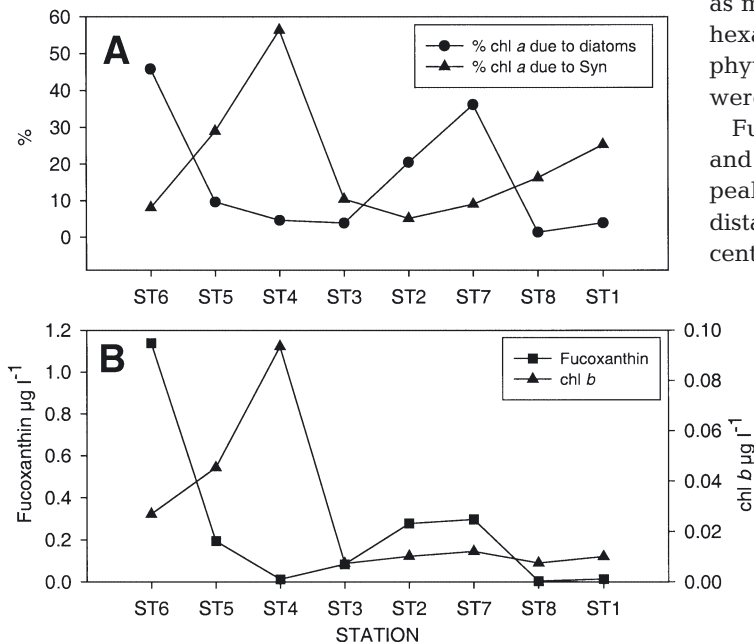 A
% chl a due to diatoms
% chl a due to Syn
%
60
50
40
30
20
10
0
ST6 ST5 ST4 ST3 ST2 ST7 ST8 ST1
B
Fucoxanthin
chl b
Fucoxanthin µg l-1
1.2
1.0
0.8
0.6
0.4
0.2
0.0
0.10
0.08
0.06
0.04
0.02
0.00
chl b µg l-1
ST6 ST5 ST4 ST3 ST2 ST7 ST8 ST1
STATION
hexa
phyt
were
Fu
and
peal
dista
cent